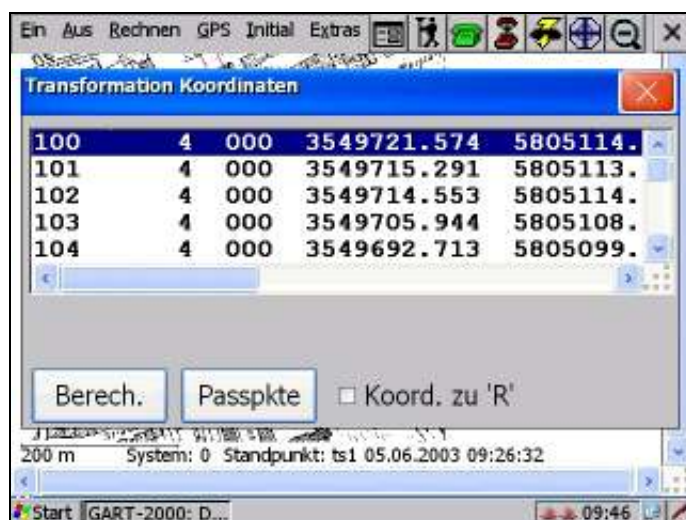 Ein Aus Rechnen GPS Initial Extras
Transformation Koordinaten
100 4 000 3549721.574 5805114.
101 4 000 3549715.291 5805113.
102 4 000 3549714.553 5805114.
103 4 000 3549705.944 5805108.
104 4 000 3549692.713 5805099.
Berech. Passpkte Koord. zu 'R'
200 m System: 0 Standpunkt: ts1 05.06.2003 09:26:32
Start GART-2000: D... 09:46